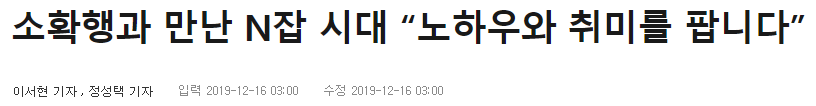 소확행과 만난 N잡 시대 “노하우와 취미를 팝니다”
이서현 기자 , 정성택 기자 입력 2019-12-16 03:00 수정 2019-12-16 03:00